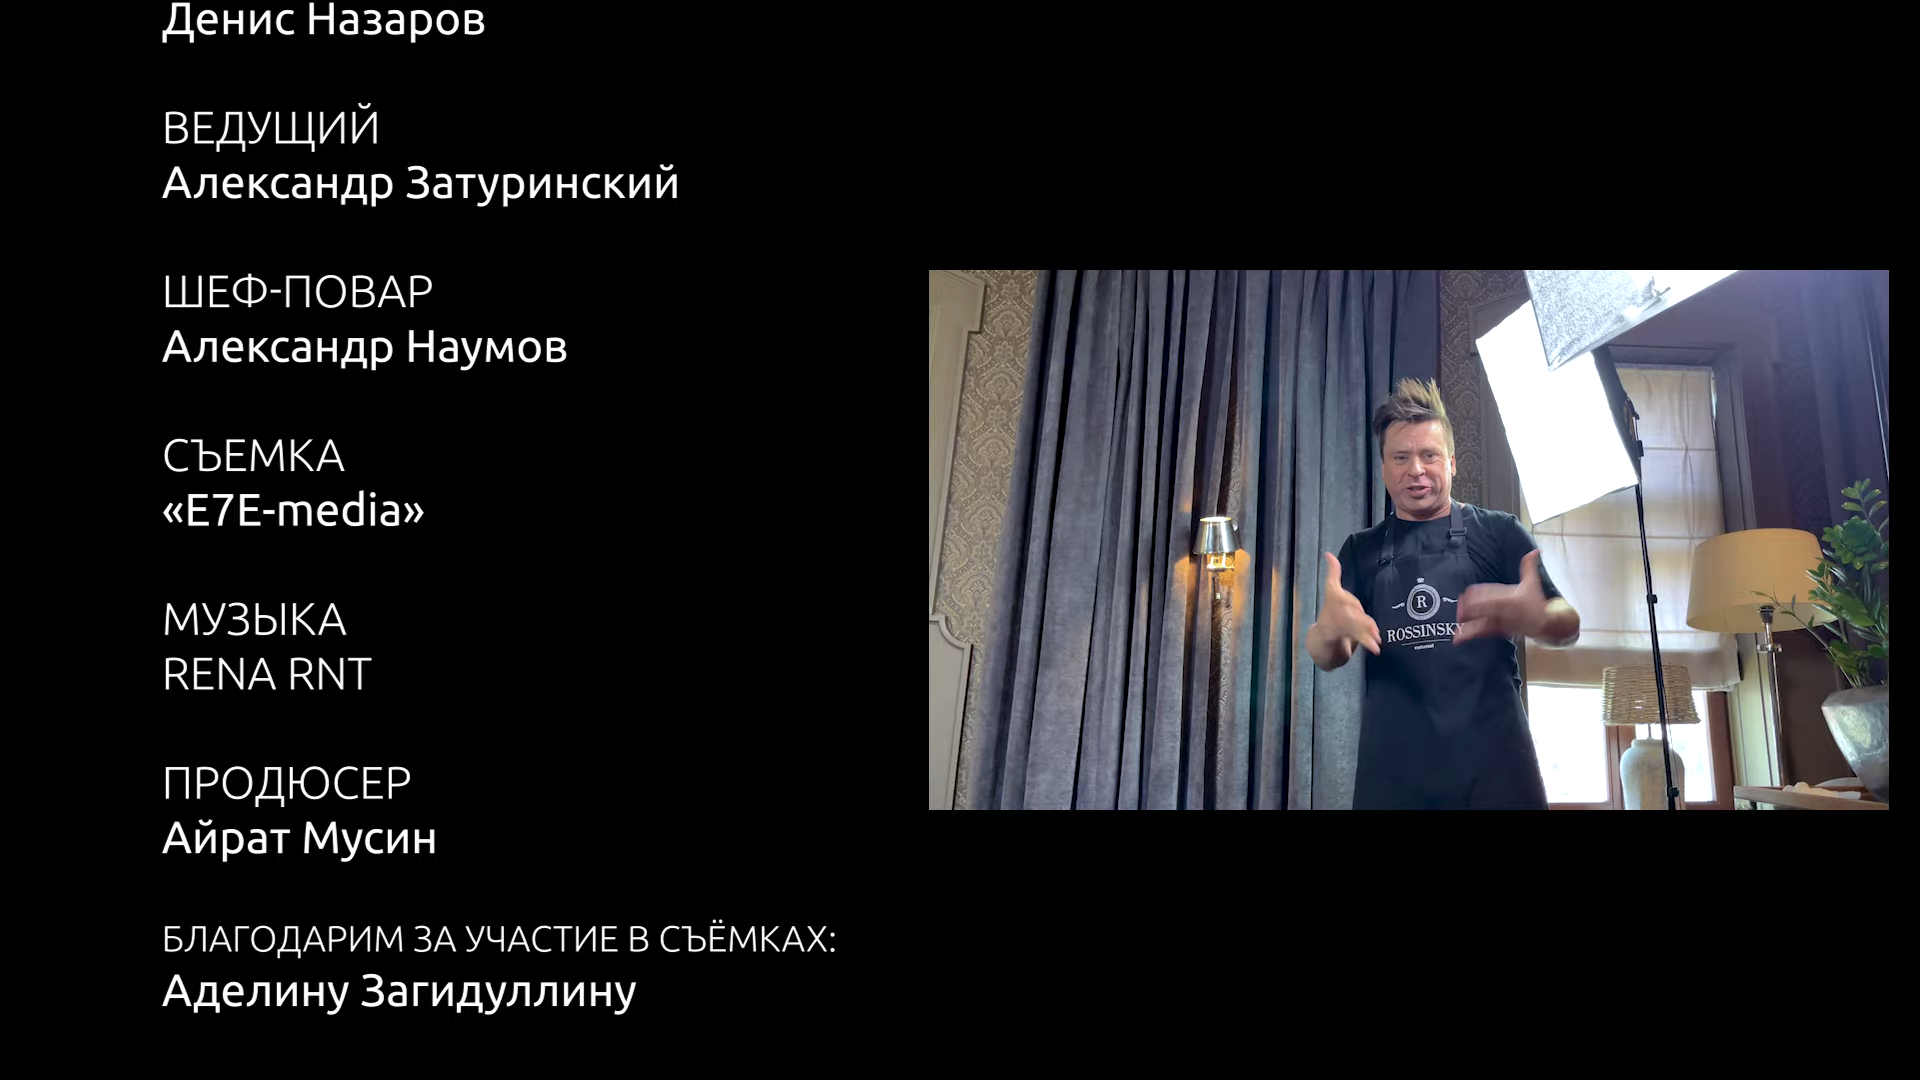 Денис Назаров
ВЕДУЩИЙ
Александр Затуринский
ШЕФ-ПОВАР
Александр Наумов
СЪЕМКА
«E7E-media»
МУЗЫКА
RENA RNT
ПРОДЮСЕР
Айрат Мусин
БЛАГОДАРИМ ЗА УЧАСТИЕ В СЪЁМКАХ:
Аделину Загидуллину
R
ROSSINSKY